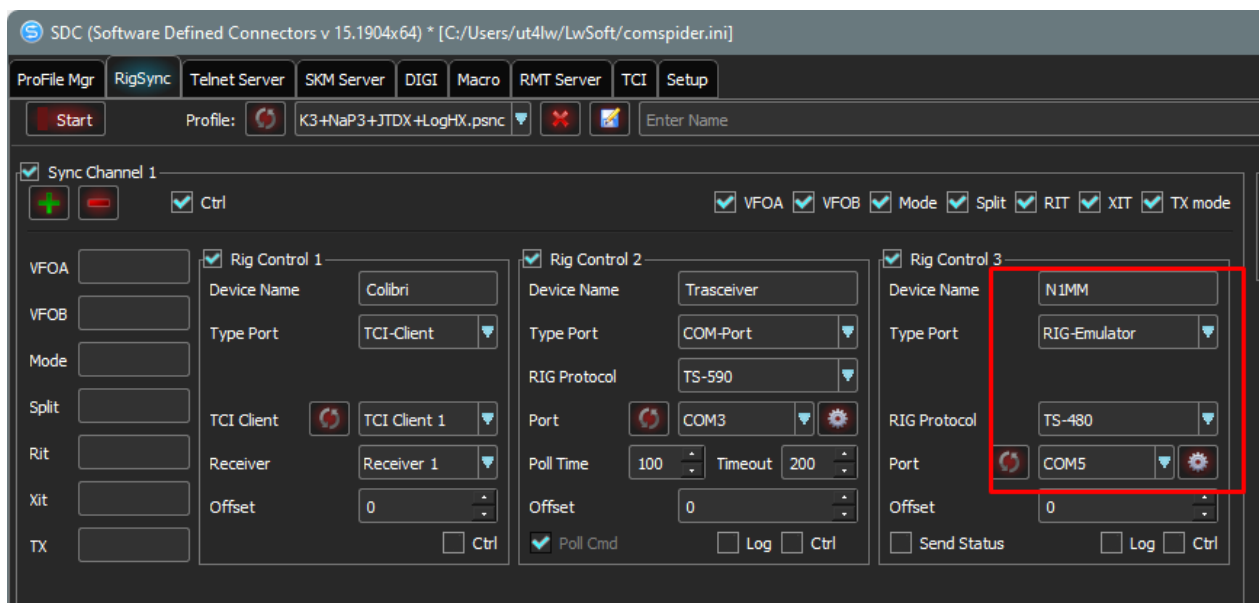 SDC (Software Defined Connectors v 15.1904x64) * [C:/Users/ut4lw/LwSoft/comspider.ini]
ProFile Mgr RigSync Telnet Server SKM Server DIGI Macro RMT Server TCI Setup
Start Profile: K3+NaP3+JTDX+LogHX.psnc Enter Name
Sync Channel 1
Ctrl VFOA VFOB Mode Split RIT XIT TX mode
VFOA
VFOB
Mode
Split
Rit
Xit
TX
Rig Control 1
Device Name Colibri
Type Port TCI-Client
TCI Client TCI Client 1
Receiver Receiver 1
Offset 0
Ctrl
Rig Control 2
Device Name Trasceiver
Type Port COM-Port
RIG Protocol TS-590
Port COM3
Poll Time 100 Timeout 200
Offset 0
Poll Cmd Log Ctrl
Rig Control 3
Device Name N1MM
Type Port RIG-Emulator
RIG Protocol TS-480
Port COM5
Offset 0
Send Status Log Ctrl